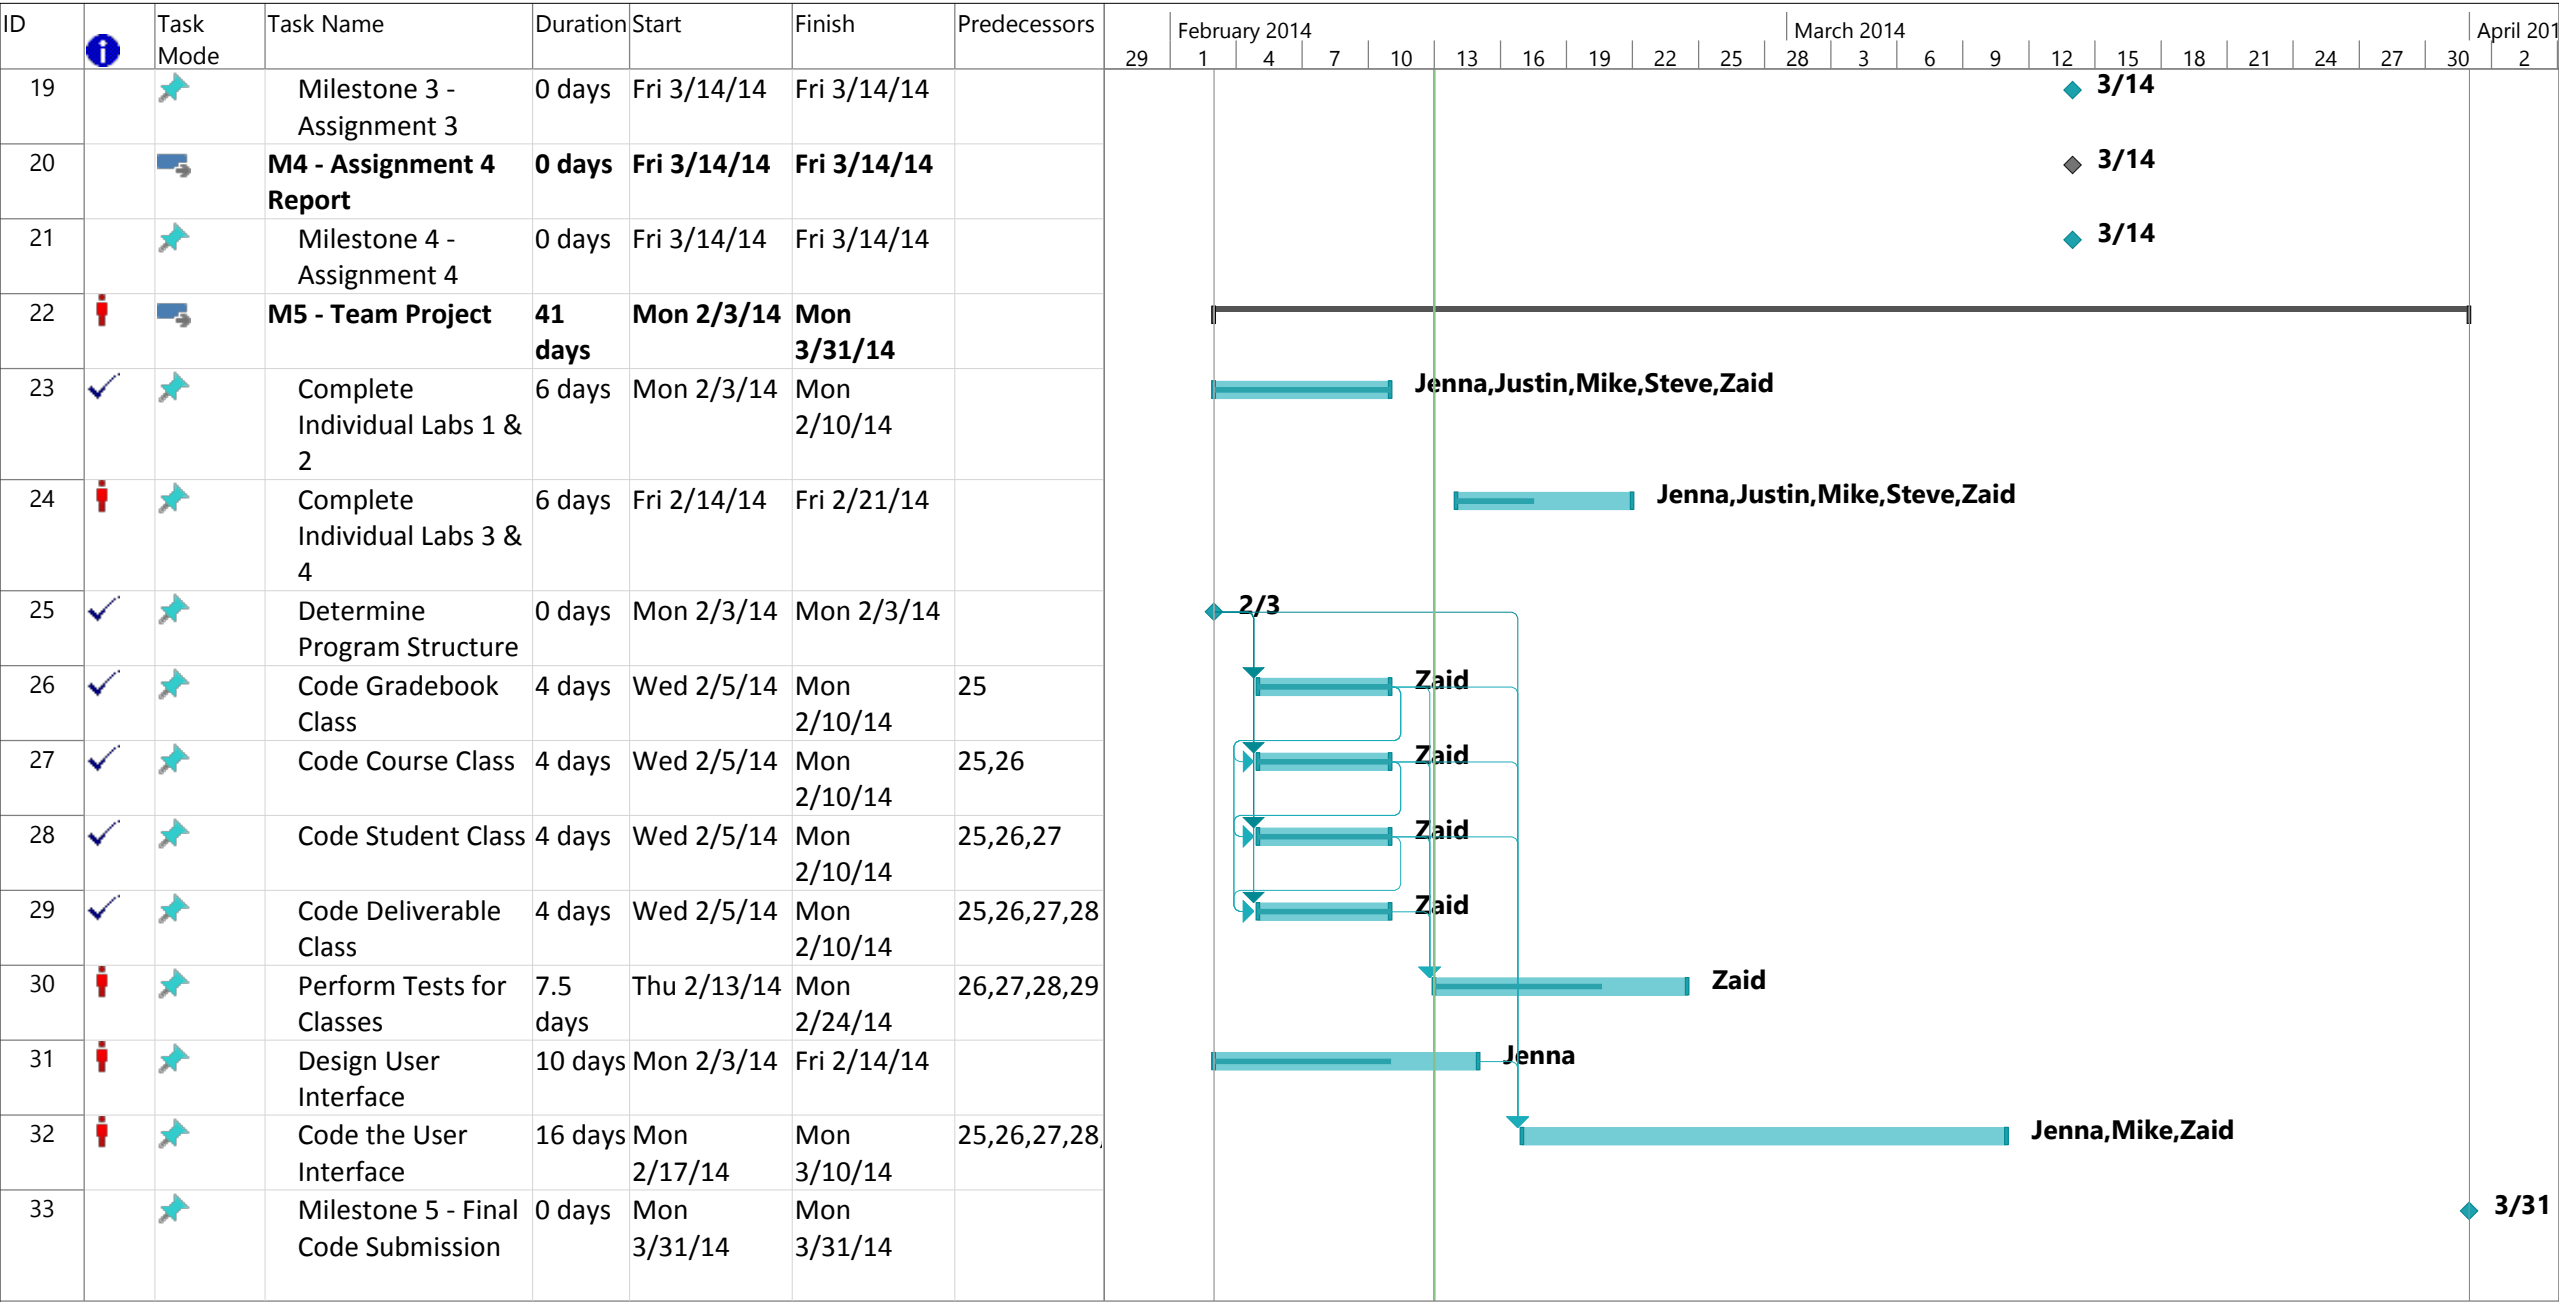 ID Task Mode Task Name Duration Start Finish Predecessors
February 2014 March 2014 April 201
29 1 4 7 10 13 16 19 22 25 28 3 6 9 12 15 18 21 24 27 30 2
19 Milestone 3 - 0 days Fri 3/14/14 Fri 3/14/14 3/14
Assignment 3
20 M4 - Assignment 4 0 days Fri 3/14/14 Fri 3/14/14 3/14
Report
21 Milestone 4 - 0 days Fri 3/14/14 Fri 3/14/14 3/14
Assignment 4
22 M5 - Team Project 41 Mon 2/3/14 Mon
days 3/31/14
23 Complete 6 days Mon 2/3/14 Mon Jenna,Justin,Mike,Steve,Zaid
Individual Labs 1 & 2/10/14
2
24 Complete 6 days Fri 2/14/14 Fri 2/21/14 Jenna,Justin,Mike,Steve,Zaid
Individual Labs 3 &
4
25 Determine 0 days Mon 2/3/14 Mon 2/3/14 2/3
Program Structure
26 Code Gradebook 4 days Wed 2/5/14 Mon 25 Zaid
Class 2/10/14
27 Code Course Class 4 days Wed 2/5/14 Mon 25,26 Zaid
2/10/14
28 Code Student Class 4 days Wed 2/5/14 Mon 25,26,27 Zaid
2/10/14
29 Code Deliverable 4 days Wed 2/5/14 Mon 25,26,27,28 Zaid
Class 2/10/14
30 Perform Tests for 7.5 Thu 2/13/14 Mon 26,27,28,29 Zaid
Classes days 2/24/14
31 Design User 10 days Mon 2/3/14 Fri 2/14/14 Jenna
Interface
32 Code the User 16 days Mon Mon 25,26,27,28, Jenna,Mike,Zaid
Interface 2/17/14 3/10/14
33 Milestone 5 - Final 0 days Mon Mon 3/31
Code Submission 3/31/14 3/31/14